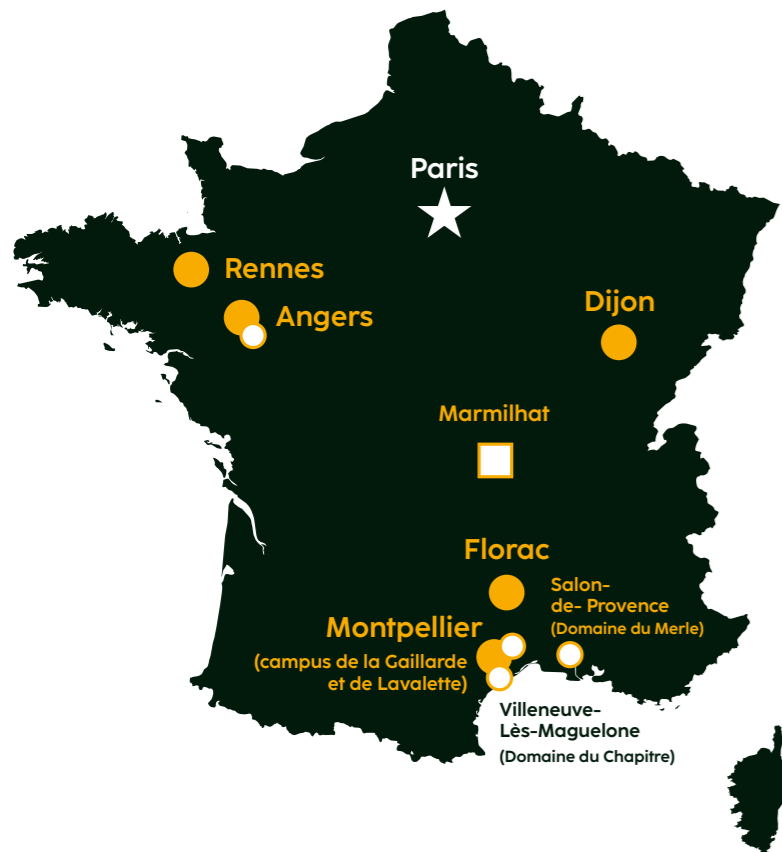 Paris
Rennes
Angers
Dijon
Marmilhat
Florac
Salon-
de- Provence
(Domaine du Merle)
Montpellier
(campus de la Gaillarde
et de Lavalette)
Villeneuve-
Lès-Maguelone
(Domaine du Chapitre)